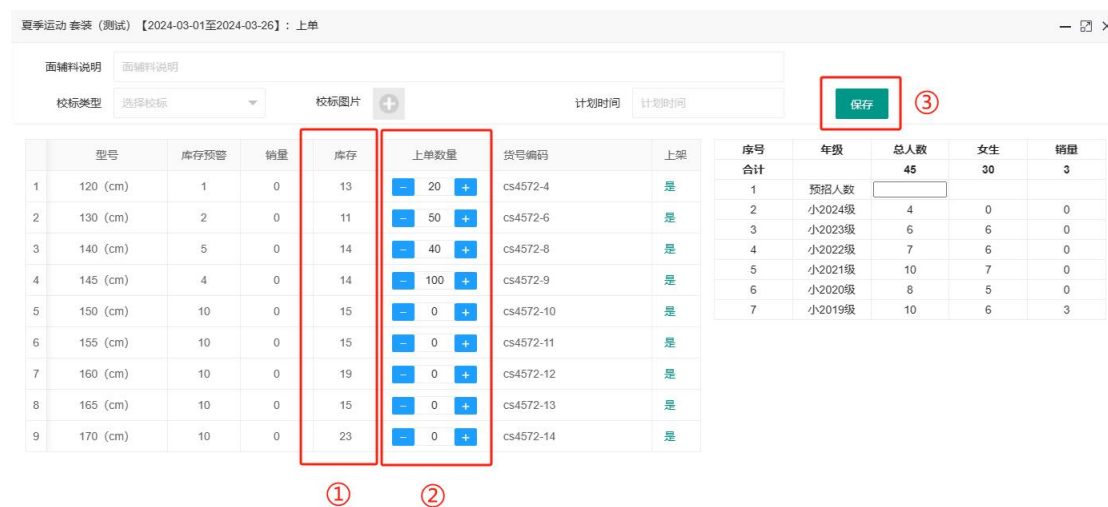 夏季运动 套装（测试）【2024-03-01至2024-03-26】：上单
面辅料说明 面辅料说明
校标类型 选择校标 校标图片 计划时间 计划时间 保存 ③
型号 库存预警 销量 库存 上单数量 货号编码 上架
1 120 (cm) 1 0 13 － 20 + cs4572-4 是
2 130 (cm) 2 0 11 － 50 + cs4572-6 是
3 140 (cm) 5 0 14 － 40 + cs4572-8 是
4 145 (cm) 4 0 14 － 100 + cs4572-9 是
5 150 (cm) 10 0 15 － 0 + cs4572-10 是
6 155 (cm) 10 0 15 － 0 + cs4572-11 是
7 160 (cm) 10 0 19 － 0 + cs4572-12 是
8 165 (cm) 10 0 15 － 0 + cs4572-13 是
9 170 (cm) 10 0 23 － 0 + cs4572-14 是
① ②
序号 年级 总人数 女生 销量
合计 45 30 3
1 预招人数
2 小2024级 4 0 0
3 小2023级 6 6 0
4 小2022级 7 6 0
5 小2021级 10 7 0
6 小2020级 8 5 0
7 小2019级 10 6 3